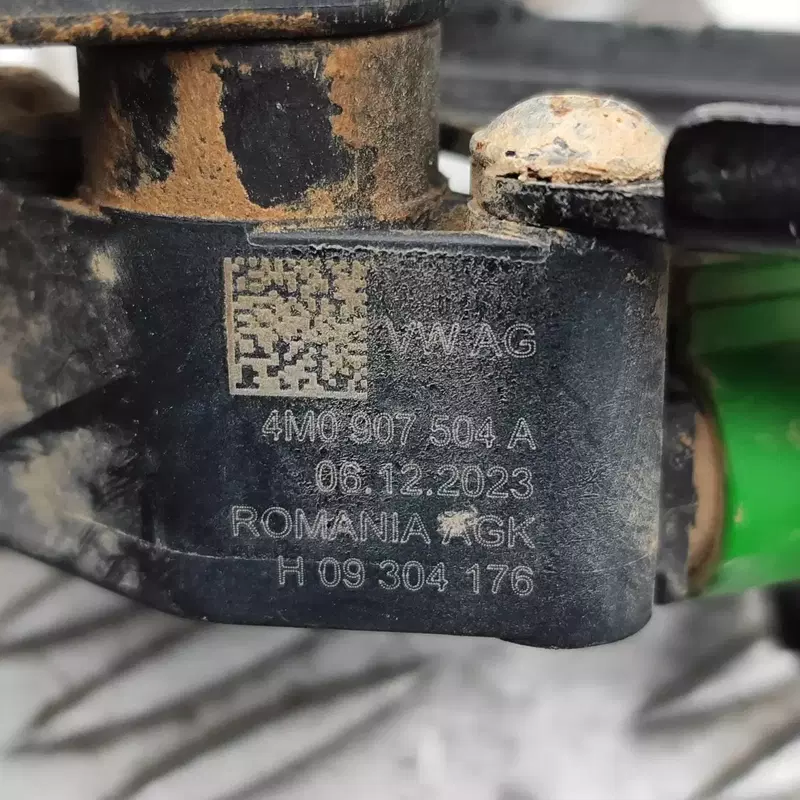 VW AG
4M0 907 504 A
06.12.2023
ROMANIA AGK
H 09 304 176